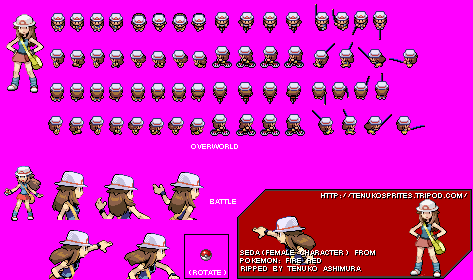 OVERWORLD
BATTLE
(ROTATE)
HTTP://TENUKOSPRITES.TRIPOD.COM/
SEDA(FEMALE CHARACTER) FROM
POKEMON: FIRE RED
RIPPED BY TENUKO ASHIMURA